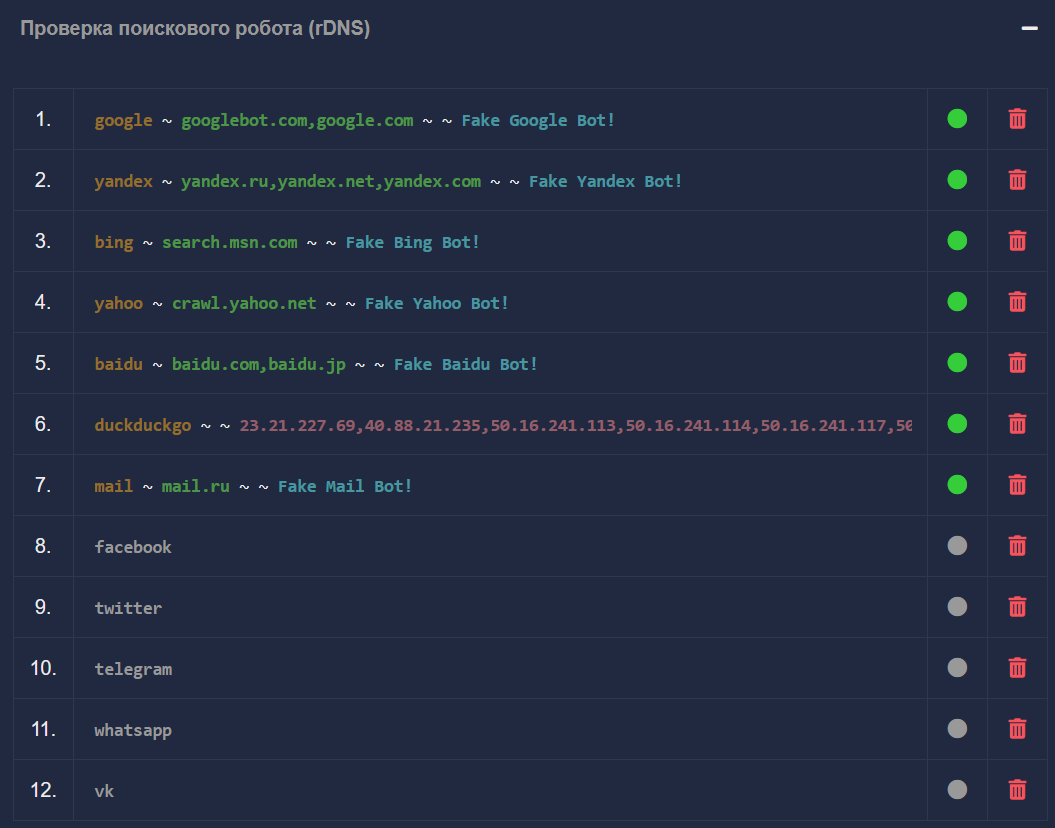 Проверка поискового робота (rDNS)
1. google ~ googlebot.com,google.com ~ ~ Fake Google Bot!
2. yandex ~ yandex.ru,yandex.net,yandex.com ~ ~ Fake Yandex Bot!
3. bing ~ search.msn.com ~ ~ Fake Bing Bot!
4. yahoo ~ crawl.yahoo.net ~ ~ Fake Yahoo Bot!
5. baidu ~ baidu.com,baidu.jp ~ ~ Fake Baidu Bot!
6. duckduckgo ~ ~ 23.21.227.69,40.88.21.235,50.16.241.113,50.16.241.114,50.16.241.117,50
7. mail ~ mail.ru ~ ~ Fake Mail Bot!
8. facebook
9. twitter
10. telegram
11. whatsapp
12. vk